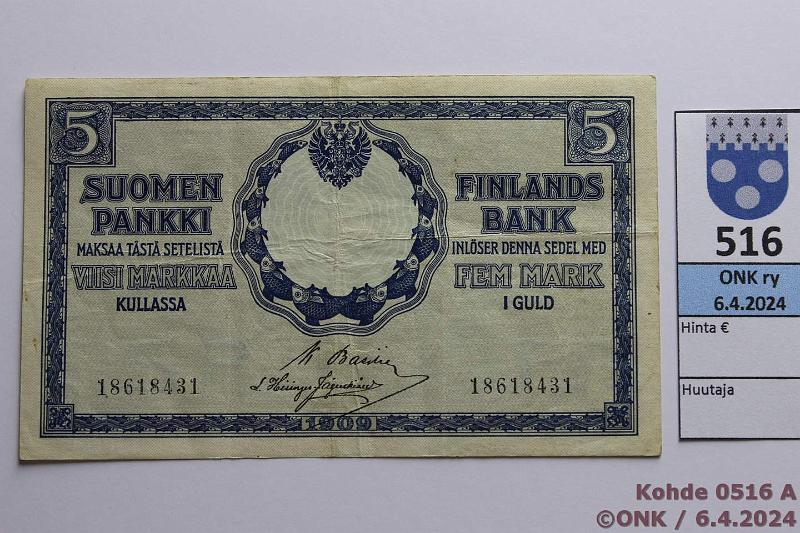 5 5
SUOMEN
PANKKI
MAKSAA TÄSTÄ SETELISTÄ
VIISI MARKKAA
KULLASSA
FINLANDS
BANK
INLÖSER DENNA SEDEL MED
FEM MARK
I GULD
18618431
18618431
1909
516
ONK ry
6.4.2024
Hinta €
Huutaja
Kohde 0516 A
©ONK / 6.4.2024